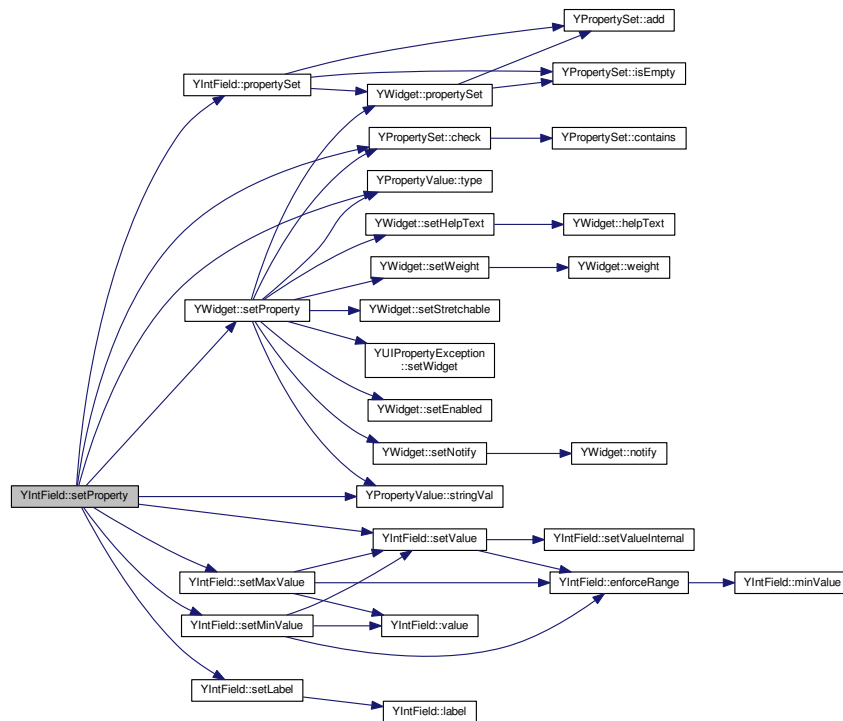 YPropertySet::add
YPropertySet::isEmpty
YIntField::propertySet
YWidget::propertySet
YPropertySet::check
YPropertySet::contains
YPropertyValue::type
YWidget::setHelpText
YWidget::helpText
YWidget::setWeight
YWidget::weight
YWidget::setProperty
YWidget::setStretchable
YUIPropertyException
::setWidget
YWidget::setEnabled
YWidget::setNotify
YWidget::notify
YIntField::setProperty
YPropertyValue::stringVal
YIntField::setValue
YIntField::setValueInternal
YIntField::setMaxValue
YIntField::enforceRange
YIntField::minValue
YIntField::setMinValue
YIntField::value
YIntField::setLabel
YIntField::label